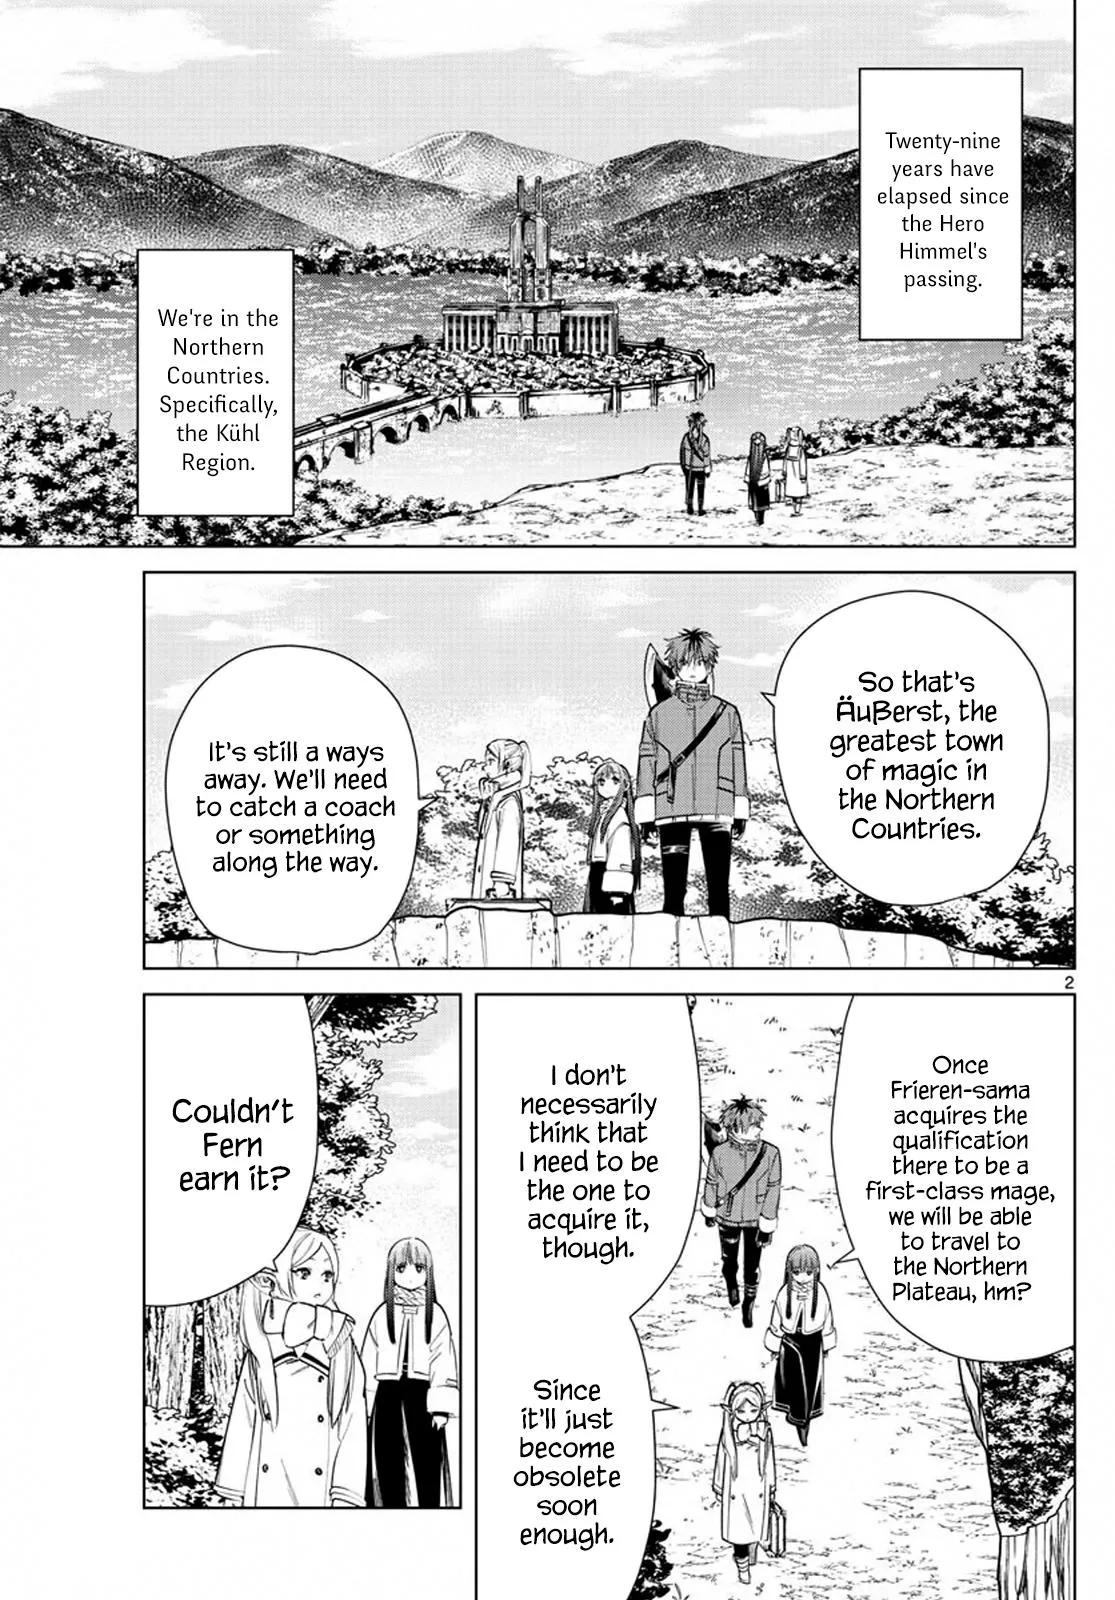 Twenty-nine
years have
elapsed since
the Hero
Himmel's
passing.
We're in the
Northern
Countries.
Specifically,
the Kühl
Region.
So that's
Äußerst, the
greatest town
of magic in
the Northern
Countries.
It's still a ways
away. We'll need
to catch a coach
or something
along the way.
2
Once
Frieren-sama
acquires the
qualification
there to be a
first-class mage,
we will be able
to travel to
the Northern
Plateau, hm?
I don't
necessarily
think that
I need to be
the one to
acquire it,
though.
Since
it'll just
become
obsolete
soon
enough.
Couldn't
Fern
earn it?